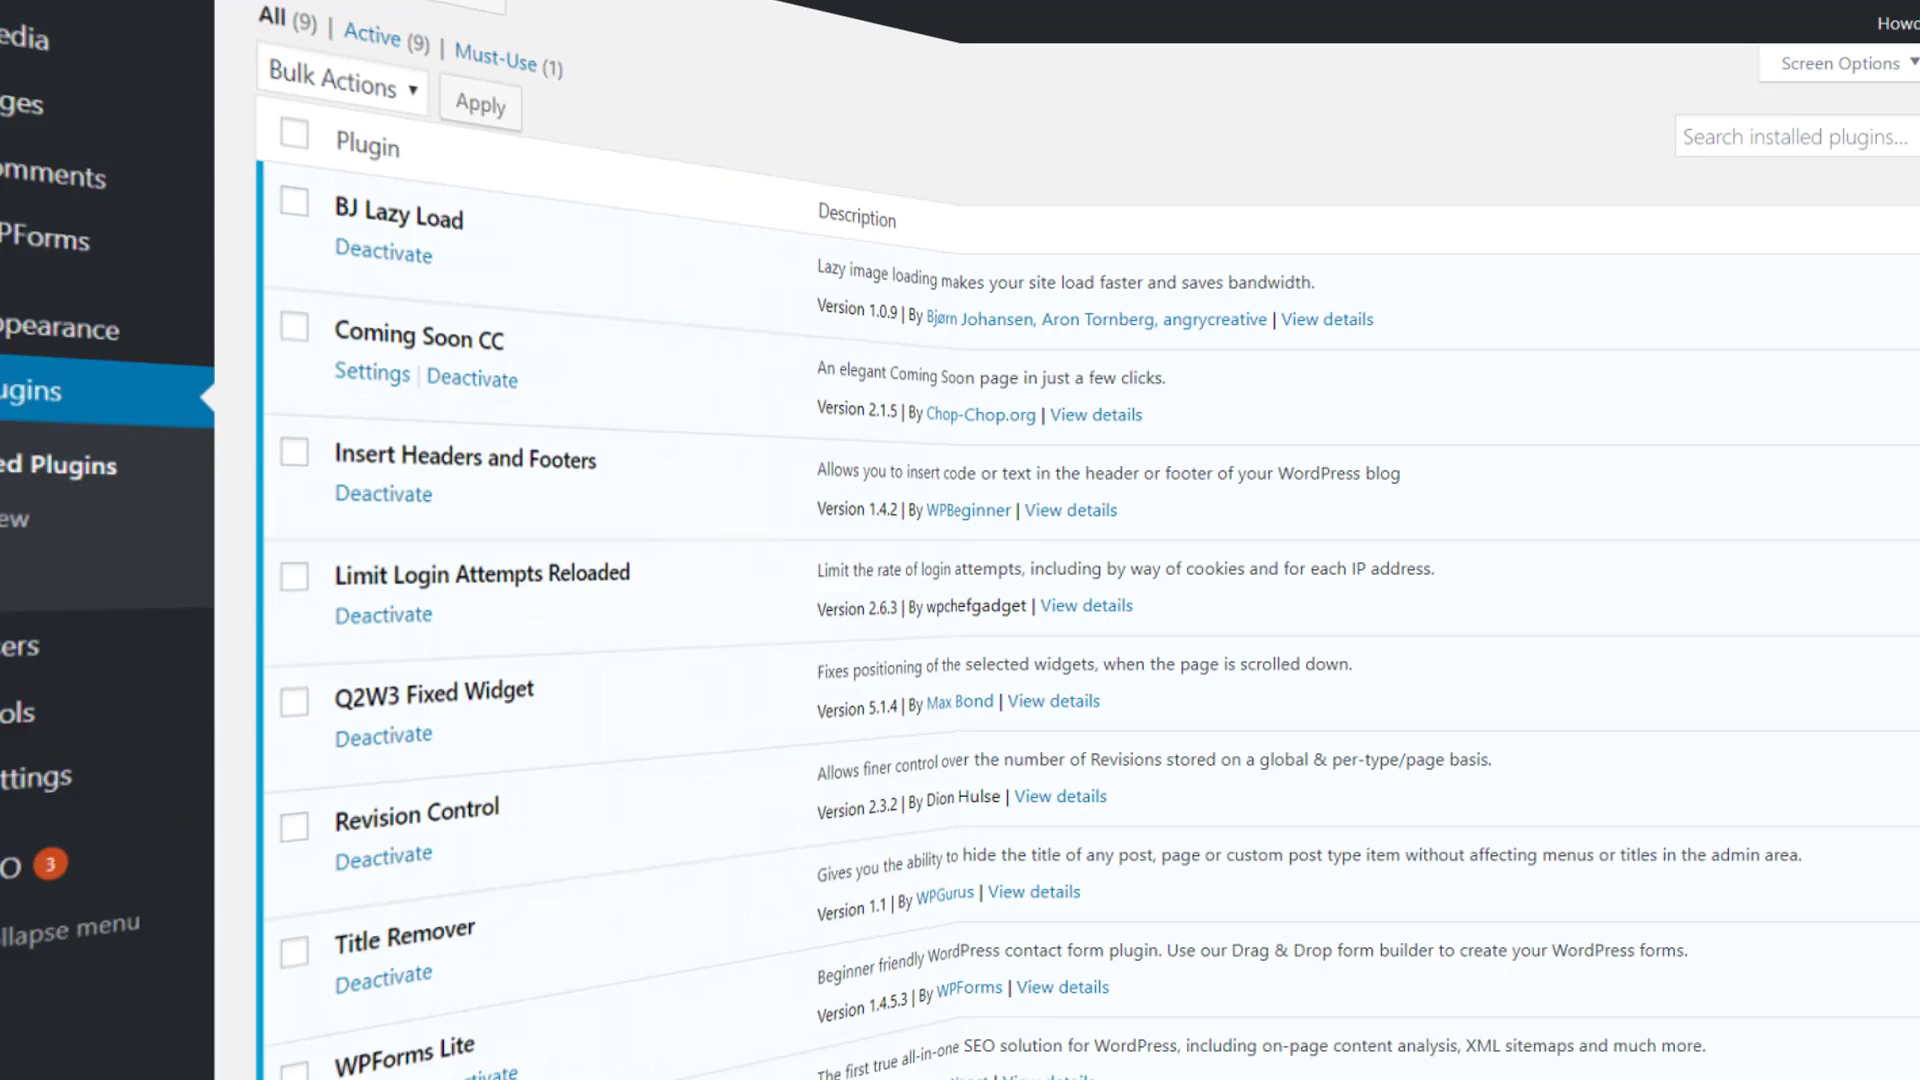 edia
ges
omments
PForms
ppearance
ugins
ed Plugins
ew
ers
ols
ttings
O 3
llapse menu
All (9) | Active (9) | Must-Use (1)
Bulk Actions ▼ Apply
Howd
Screen Options ▼
Search installed plugins...
Plugin
Description
BJ Lazy Load
Deactivate
Lazy image loading makes your site load faster and saves bandwidth.
Version 1.0.9 | By Bjørn Johansen, Aron Tornberg, angrycreative | View details
Coming Soon CC
Settings | Deactivate
An elegant Coming Soon page in just a few clicks.
Version 2.1.5 | By Chop-Chop.org | View details
Insert Headers and Footers
Deactivate
Allows you to insert code or text in the header or footer of your WordPress blog
Version 1.4.2 | By WPBeginner | View details
Limit Login Attempts Reloaded
Deactivate
Limit the rate of login attempts, including by way of cookies and for each IP address.
Version 2.6.3 | By wpchefgadget | View details
Q2W3 Fixed Widget
Deactivate
Fixes positioning of the selected widgets, when the page is scrolled down.
Version 5.1.4 | By Max Bond | View details
Revision Control
Deactivate
Allows finer control over the number of Revisions stored on a global & per-type/page basis.
Version 2.3.2 | By Dion Hulse | View details
Title Remover
Deactivate
Gives you the ability to hide the title of any post, page or custom post type item without affecting menus or titles in the admin area.
Version 1.1 | By WPGurus | View details
WPForms Lite
Beginner friendly WordPress contact form plugin. Use our Drag & Drop form builder to create your WordPress forms.
Version 1.4.5.3 | By WPForms | View details
The first true all-in-one SEO solution for WordPress, including on-page content analysis, XML sitemaps and much more.